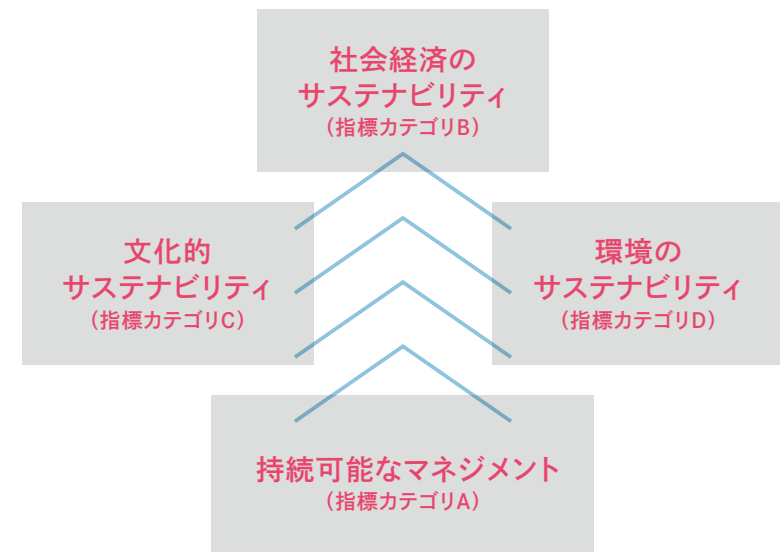 社会経済の
サステナビリティ
（指標カテゴリB）
文化的
サステナビリティ
（指標カテゴリC）
環境の
サステナビリティ
（指標カテゴリD）
持続可能なマネジメント
（指標カテゴリA）